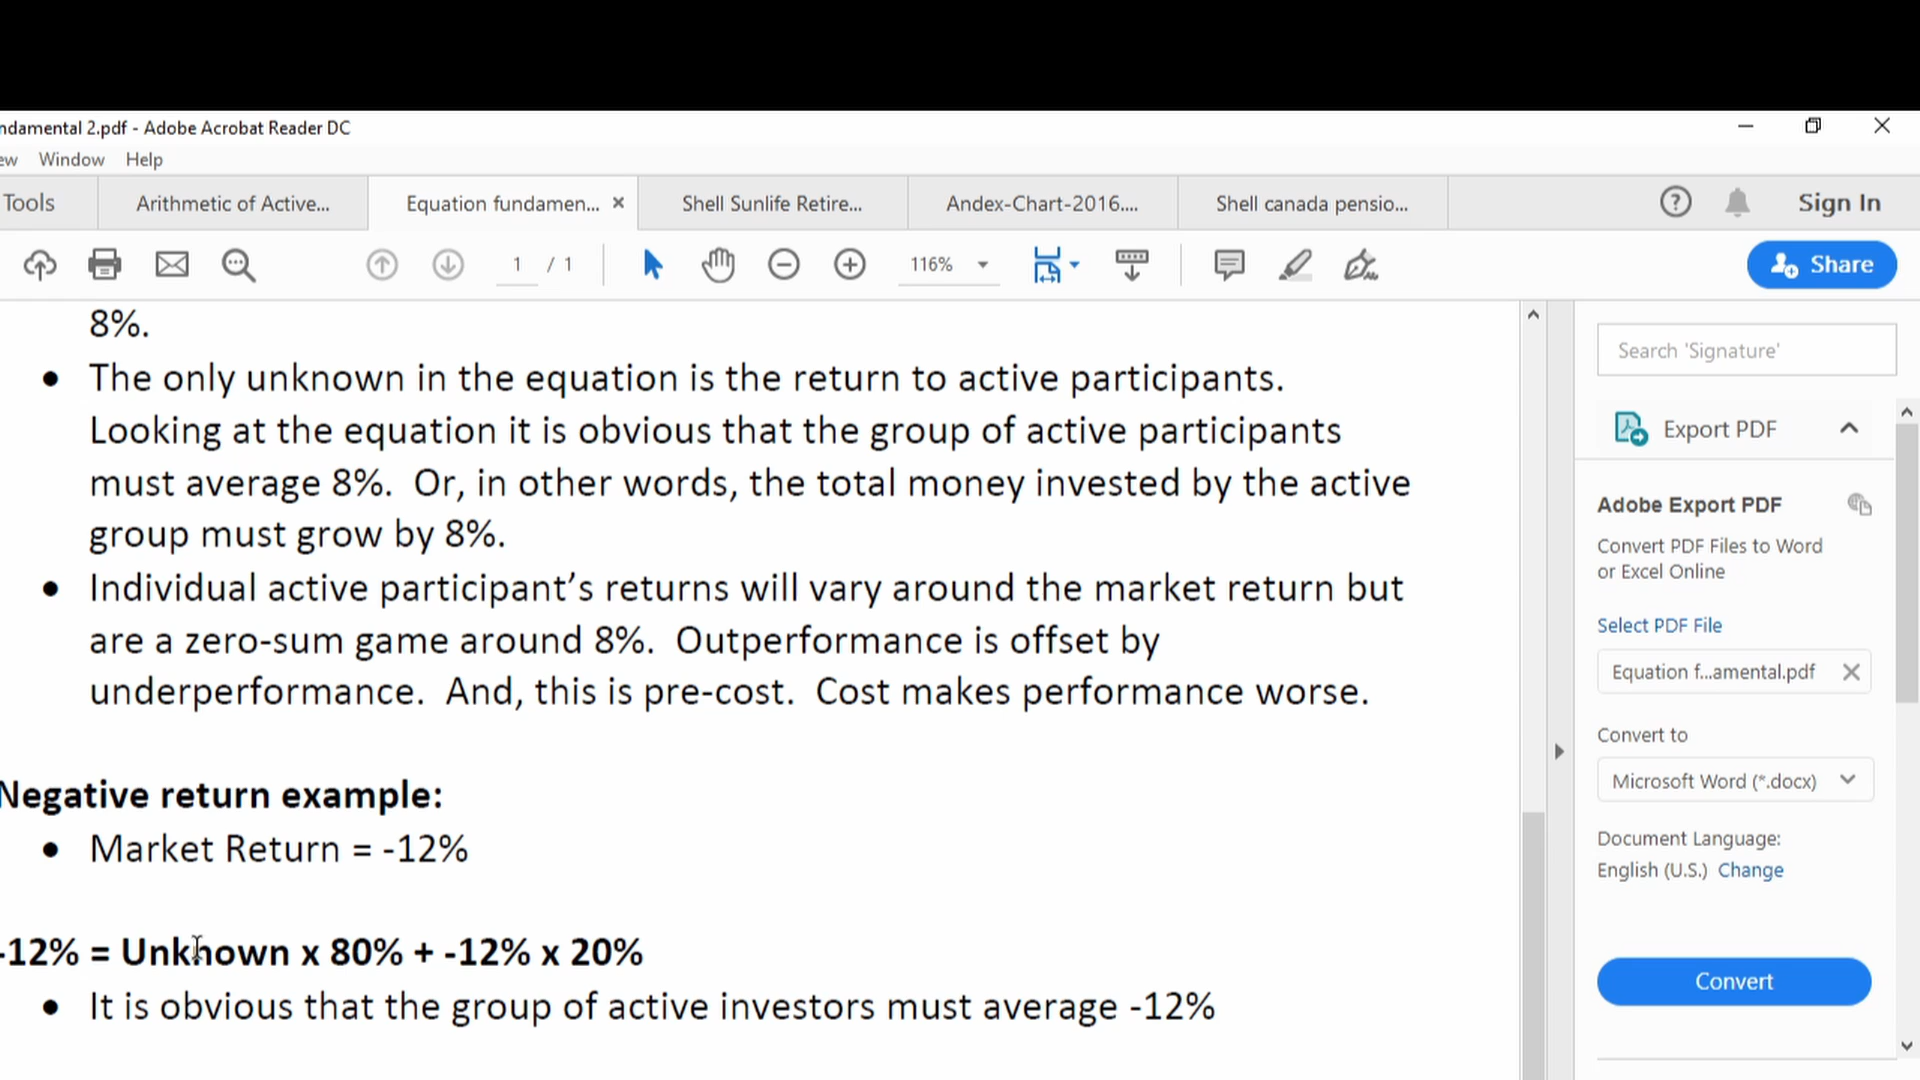 ndamental 2.pdf - Adobe Acrobat Reader DC
ew Window Help
Tools Arithmetic of Active... Equation fundamen... Shell Sunlife Retire... Andex-Chart-2016.... Shell canada pensio... Sign In
1 / 1 116% Share
8%.
• The only unknown in the equation is the return to active participants.
Looking at the equation it is obvious that the group of active participants
must average 8%. Or, in other words, the total money invested by the active
group must grow by 8%.
• Individual active participant’s returns will vary around the market return but
are a zero-sum game around 8%. Outperformance is offset by
underperformance. And, this is pre-cost. Cost makes performance worse.
Negative return example:
• Market Return = -12%
-12% = Unknown x 80% + -12% x 20%
• It is obvious that the group of active investors must average -12%
Search 'Signature'
Export PDF
Adobe Export PDF
Convert PDF Files to Word
or Excel Online
Select PDF File
Equation f...amental.pdf
Convert to
Microsoft Word (*.docx)
Document Language:
English (U.S.) Change
Convert